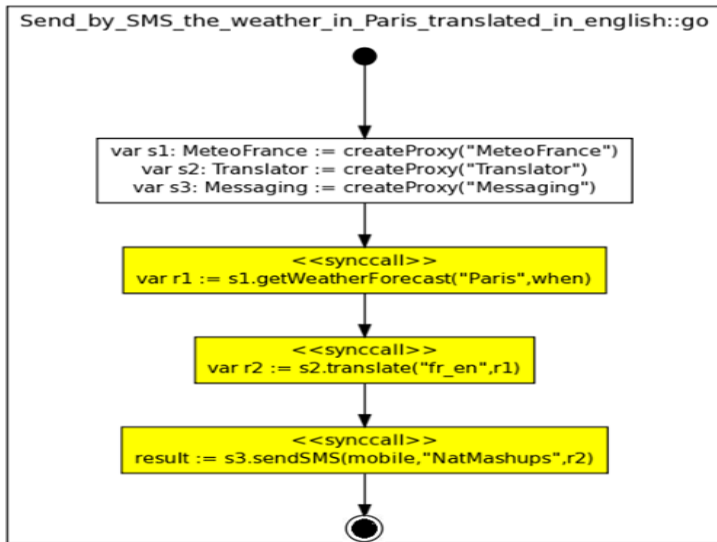 Send_by_SMS_the_weather_in_Paris_translated_in_english::go
var s1: MeteoFrance := createProxy("MeteoFrance")
var s2: Translator := createProxy("Translator")
var s3: Messaging := createProxy("Messaging")
<<synccall>>
var r1 := s1.getWeatherForecast("Paris",when)
<<synccall>>
var r2 := s2.translate("fr_en",r1)
<<synccall>>
result := s3.sendSMS(mobile,"NatMashups",r2)